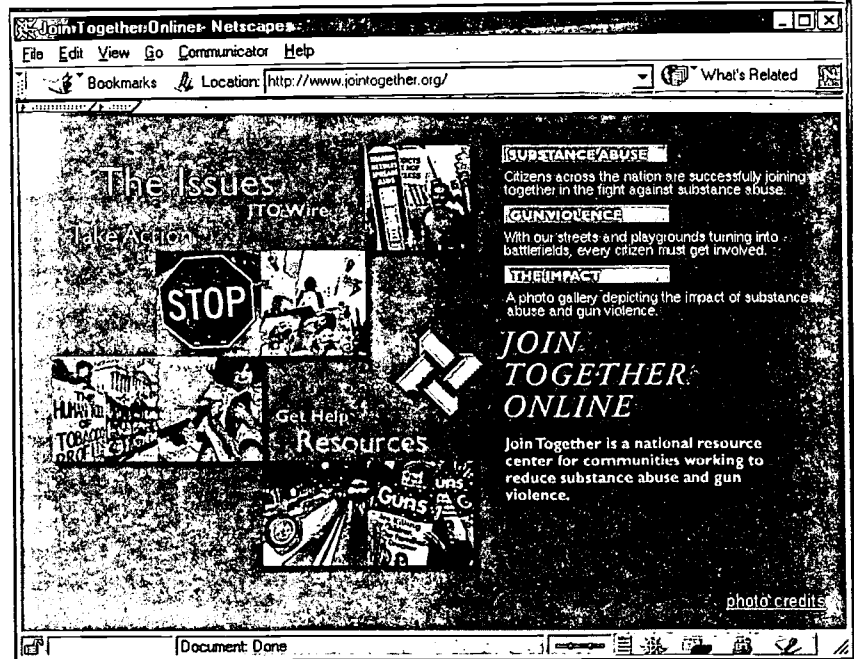 Join Together Online - Netscape
File Edit View Go Communicator Help
Bookmarks Location: http://www.jointogether.org/ What's Related
The Issues
JTO Wire
Take Action
STOP
SUBSTANCE ABUSE
Citizens across the nation are successfully joining
together in the fight against substance abuse.
GUN VIOLENCE
With our streets and playgrounds turning into
battlefields, every citizen must get involved.
THE IMPACT
A photo gallery depicting the impact of substance
abuse and gun violence.
JOIN
TOGETHER
ONLINE
Join Together is a national resource
center for communities working to
reduce substance abuse and gun
violence.
The
HUMAN
OF
TOBACCO
Get Help
Resources
Guns
photo credits
Document: Done